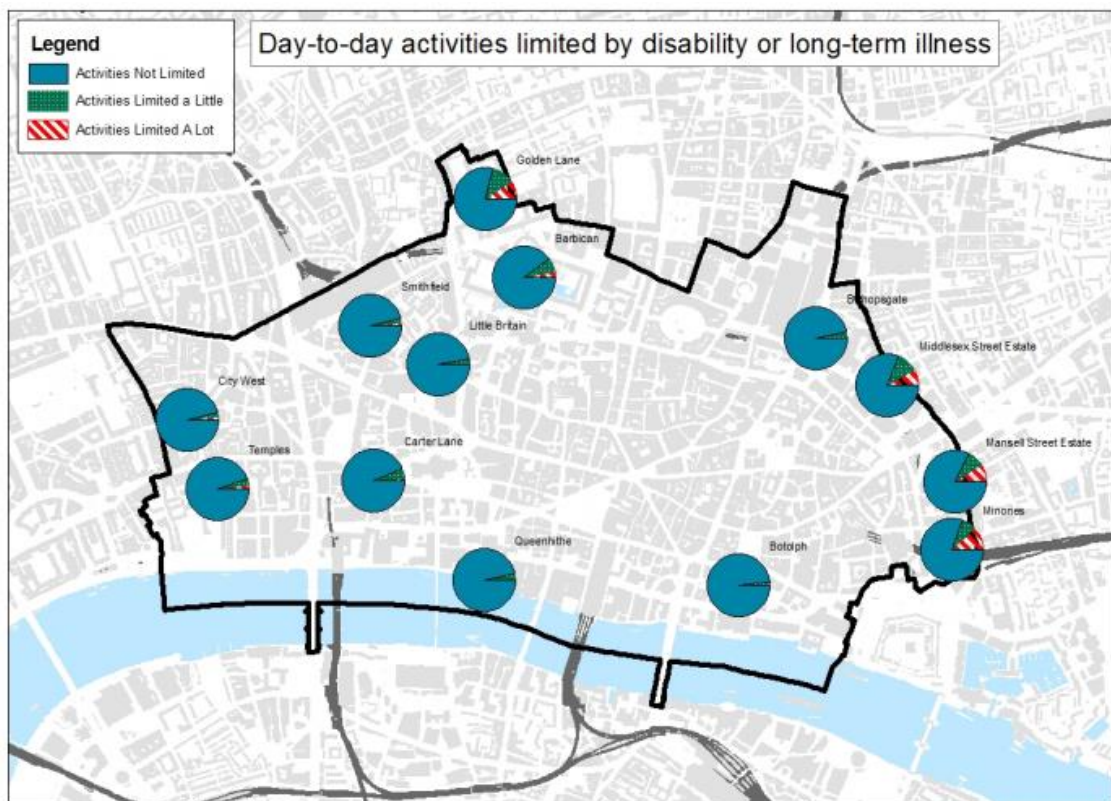 Legend
Activities Not Limited
Activities Limited a Little
Activities Limited A Lot
Day-to-day activities limited by disability or long-term illness
Golden Lane
Barbican
Smithfield
Little Britain
Bishopsgate
Middlesex Street Estate
City West
Temples
Carter Lane
Mansell Street Estate
Minories
Queenhithe
Botolph